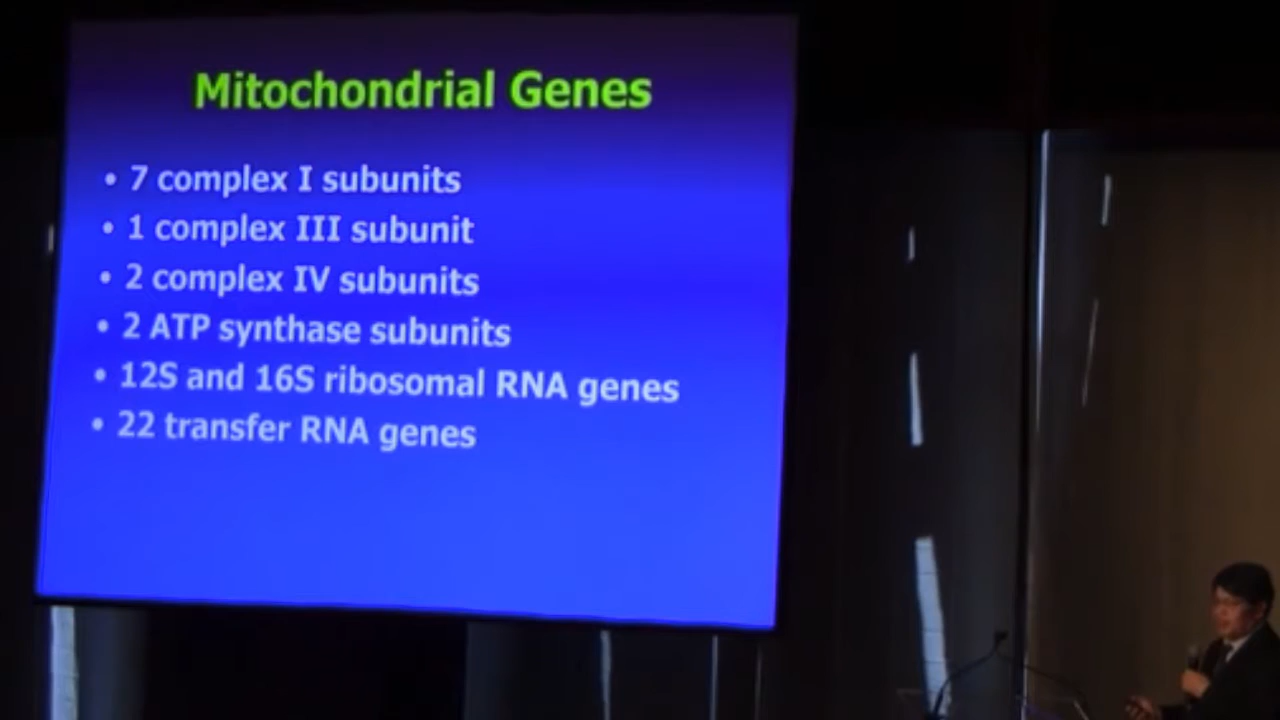 Mitochondrial Genes
• 7 complex I subunits
• 1 complex III subunit
• 2 complex IV subunits
• 2 ATP synthase subunits
• 12S and 16S ribosomal RNA genes
• 22 transfer RNA genes